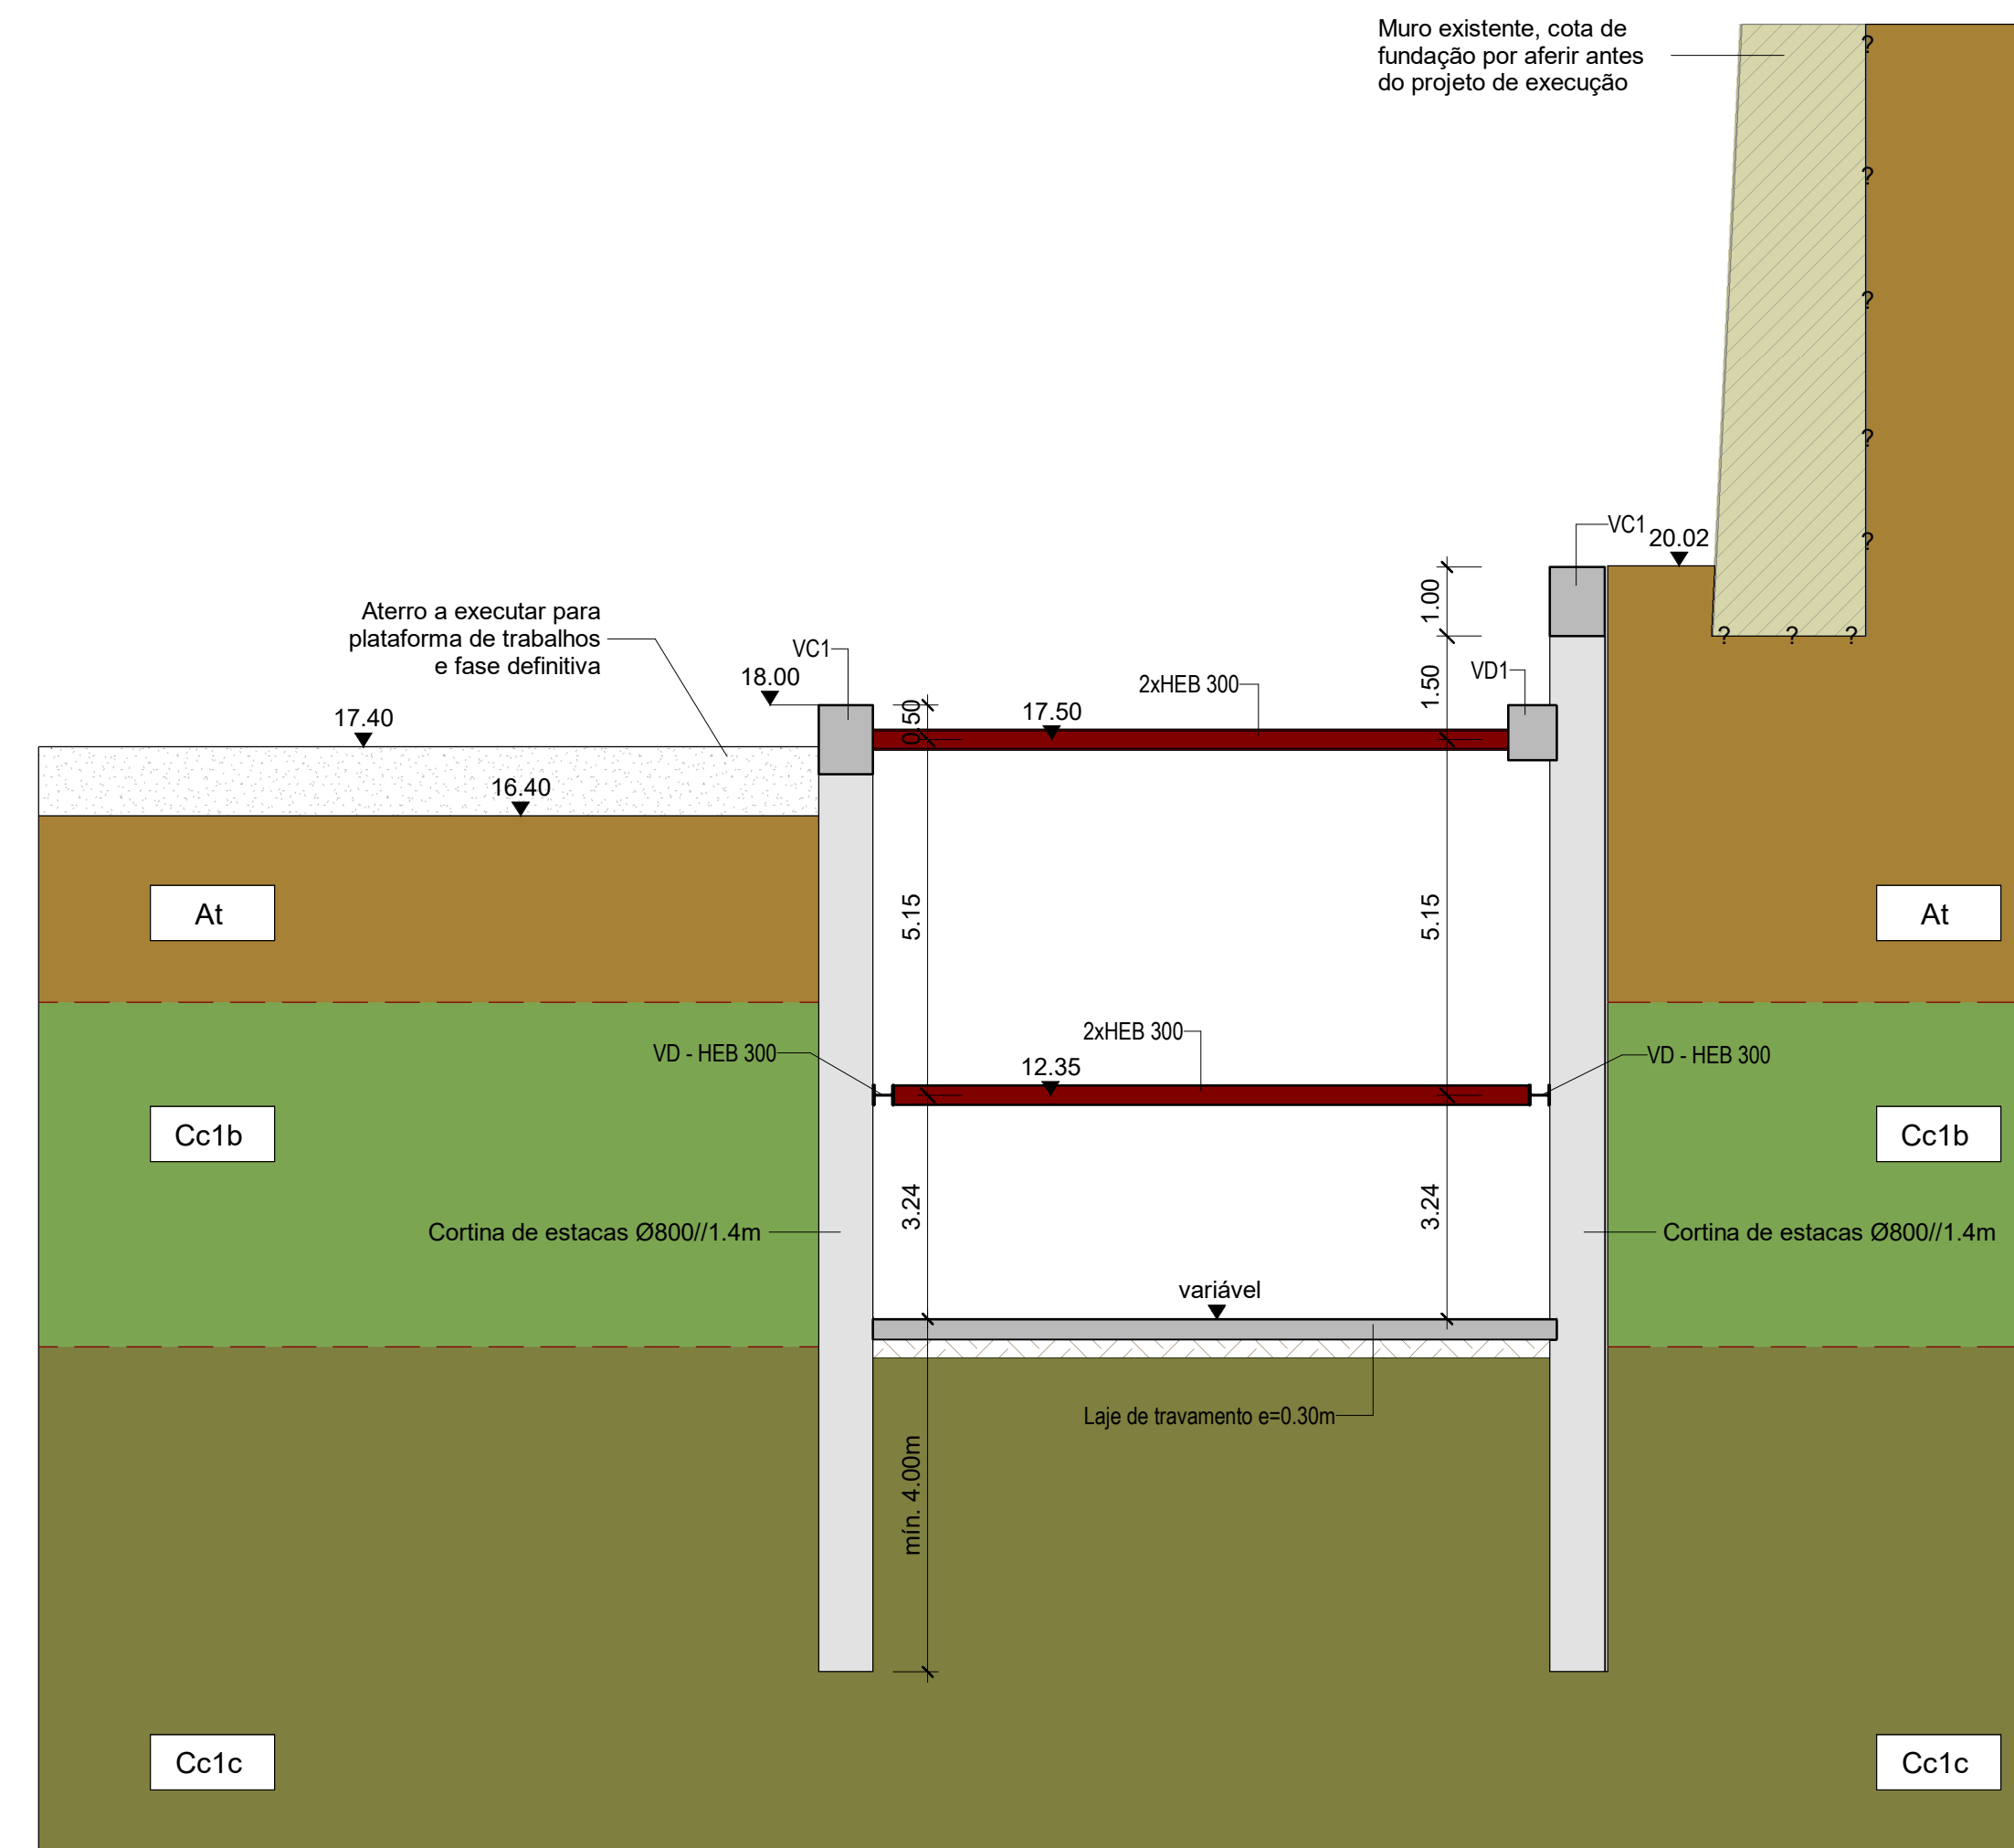 Muro existente, cota de
fundação por aferir antes
do projeto de execução
?
?
?
?
?
VC1
20.02
1.00
? ? ?
Aterro a executar para
plataforma de trabalhos
e fase definitiva
VC1
18.00
VD1
1.50
2xHEB 300
17.40
0.50
17.50
16.40
At
5.15
5.15
At
VD - HEB 300
2xHEB 300
VD - HEB 300
12.35
Cc1b
Cc1b
3.24
3.24
Cortina de estacas Ø800//1.4m
Cortina de estacas Ø800//1.4m
variável
Laje de travamento e=0.30m
mín. 4.00m
Cc1c
Cc1c